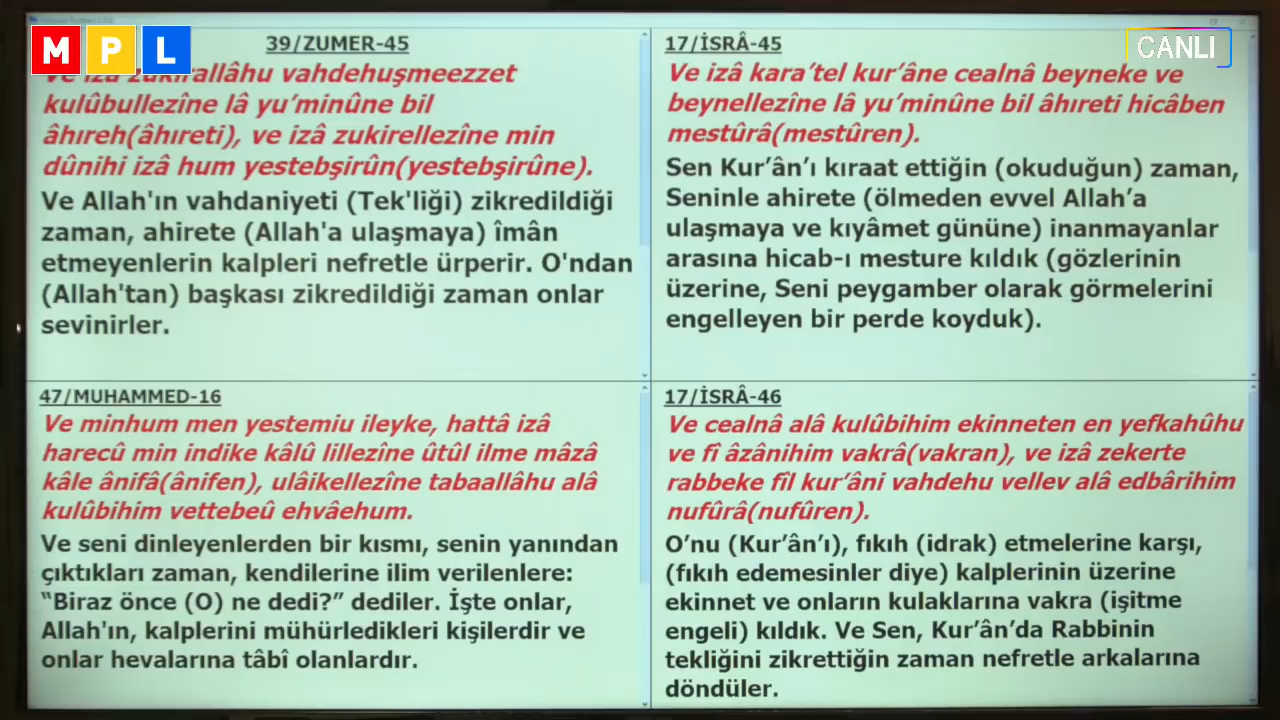 MPL
CANLI
39/ZUMER-45
Ve izâ zukirallâhu vahdehuşmeezzet
kulûbullezîne lâ yu’minûne bil
âhıreh(âhıreti), ve izâ zukirellezîne min
dûnihi izâ hum yestebşirûn(yestebşirûne).
Ve Allah'ın vahdaniyeti (Tek'liği) zikredildiği
zaman, ahirete (Allah'a ulaşmaya) îmân
etmeyenlerin kalpleri nefretle ürperir. O'ndan
(Allah'tan) başkası zikredildiği zaman onlar
sevinirler.
17/İSRÂ-45
Ve izâ kara’tel kur’âne cealnâ beyneke ve
beynellezîne lâ yu’minûne bil âhıreti hicâben
mestûrâ(mestûren).
Sen Kur’ân’ı kıraat ettiğin (okuduğun) zaman,
Seninle ahirete (ölmeden evvel Allah’a
ulaşmaya ve kıyâmet gününe) inanmayanlar
arasına hicab-ı mesture kıldık (gözlerinin
üzerine, Seni peygamber olarak görmelerini
engelleyen bir perde koyduk).
47/MUHAMMED-16
Ve minhum men yestemiu ileyke, hattâ izâ
harecû min indike kâlû lillezîne ûtûl ilme mâzâ
kâle ânifâ(ânifen), ulâikellezîne tabaallâhu alâ
kulûbihim vettebeû ehvâehum.
Ve seni dinleyenlerden bir kısmı, senin yanından
çıktıkları zaman, kendilerine ilim verilenlere:
“Biraz önce (O) ne dedi?” dediler. İşte onlar,
Allah'ın, kalplerini mühürledikleri kişilerdir ve
onlar hevalarına tâbî olanlardır.
17/İSRÂ-46
Ve cealnâ alâ kulûbihim ekinneten en yefkahûhu
ve fî âzânihim vakrâ(vakran), ve izâ zekerte
rabbeke fîl kur’âni vahdehu vellev alâ edbârihim
nufûrâ(nufûren).
O’nu (Kur’ân’ı), fıkıh (idrak) etmelerine karşı,
(fıkıh edemesinler diye) kalplerinin üzerine
ekinnet ve onların kulaklarına vakra (işitme
engeli) kıldık. Ve Sen, Kur’ân’da Rabbinin
tekliğini zikrettiğin zaman nefretle arkalarına
döndüler.